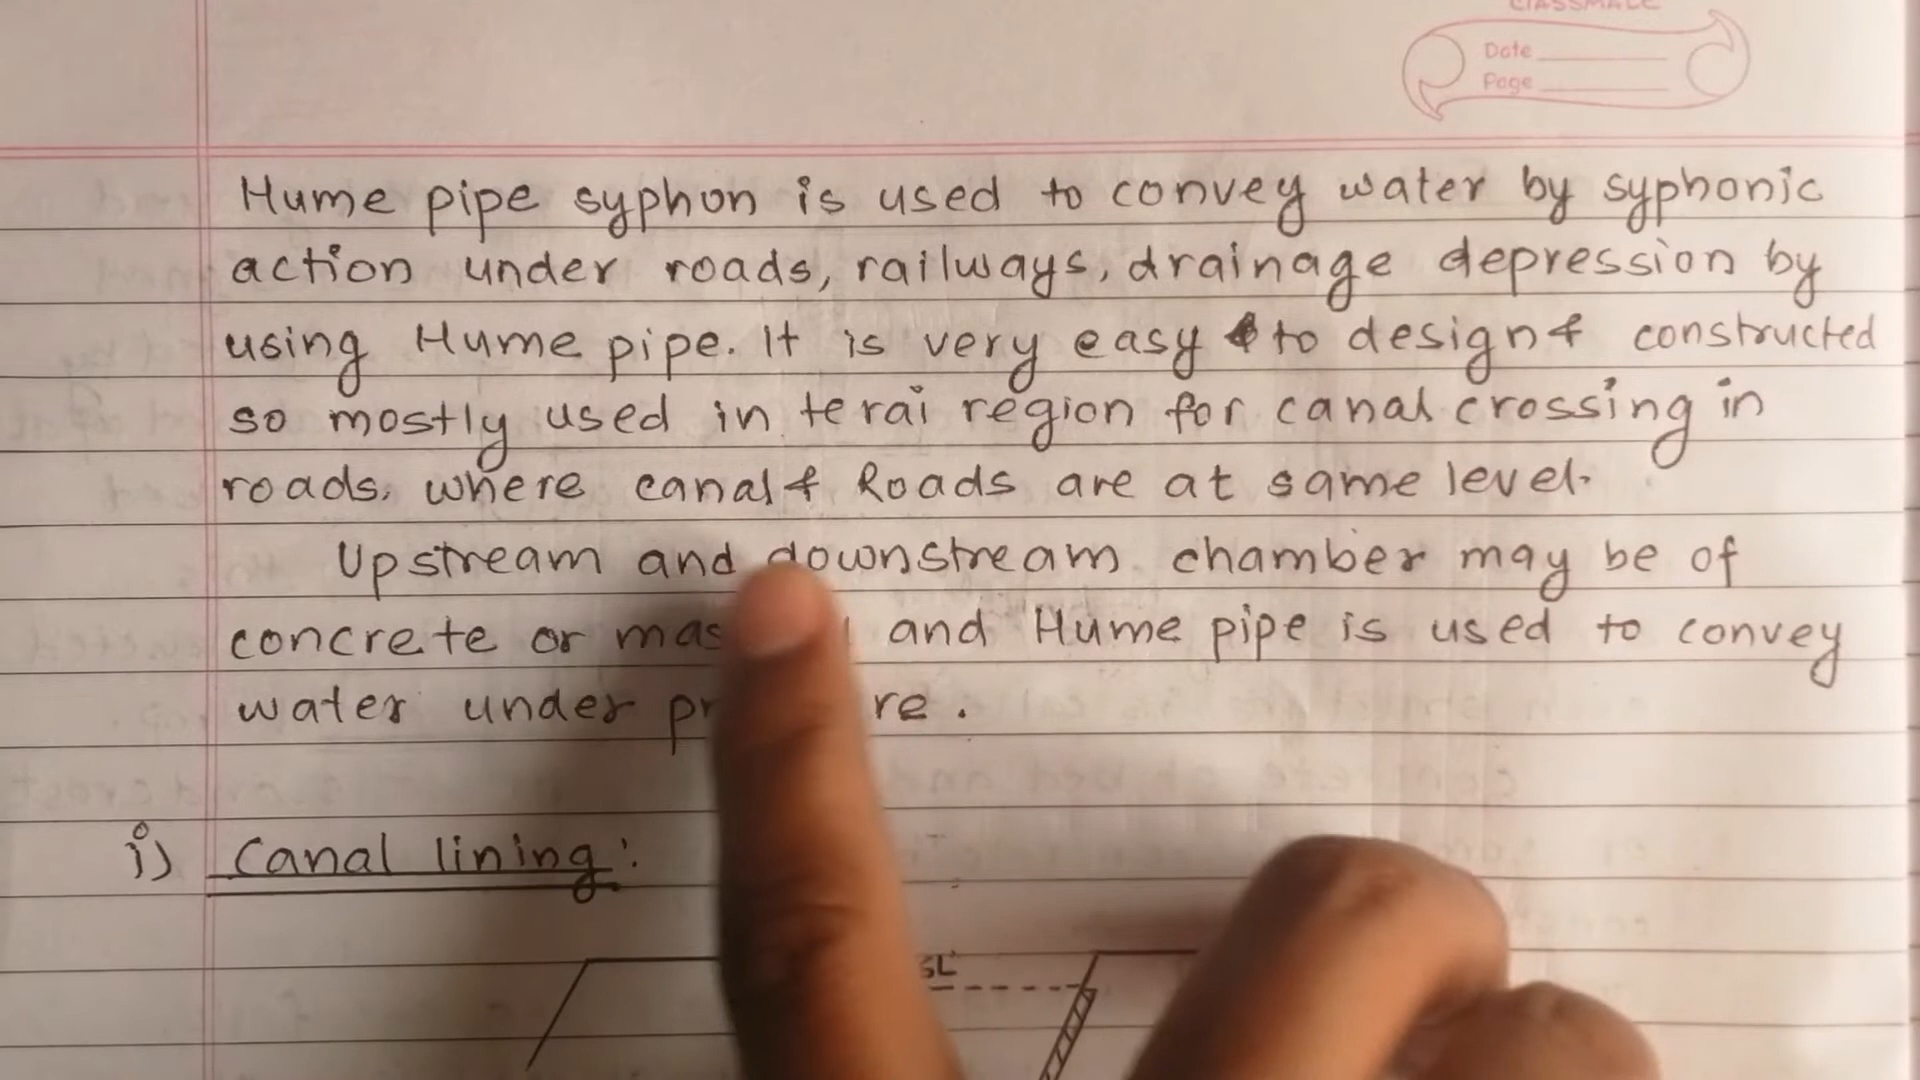 CLASSMATE
Date
Page
Hume pipe syphon is used to convey water by syphonic
action under roads, railways, drainage depression by
using Hume pipe. It is very easy to design & constructed
so mostly used in terai region for canal crossing in
roads. where canal & Roads are at same level.
Upstream and downstream chamber may be of
concrete or and Hume pipe is used to convey
water under .
i) Canal lining: